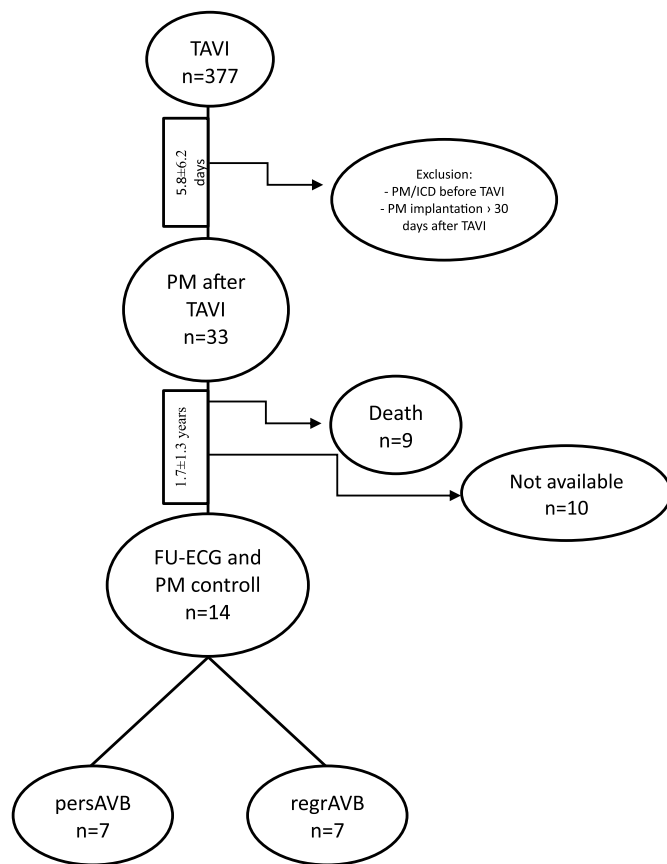 TAVI
n=377
5.8±6.2
days
Exclusion:
- PM/ICD before TAVI
- PM implantation › 30
days after TAVI
PM after
TAVI
n=33
1.7±1.3 years
Death
n=9
Not available
n=10
FU-ECG and
PM controll
n=14
persAVB
n=7
regrAVB
n=7